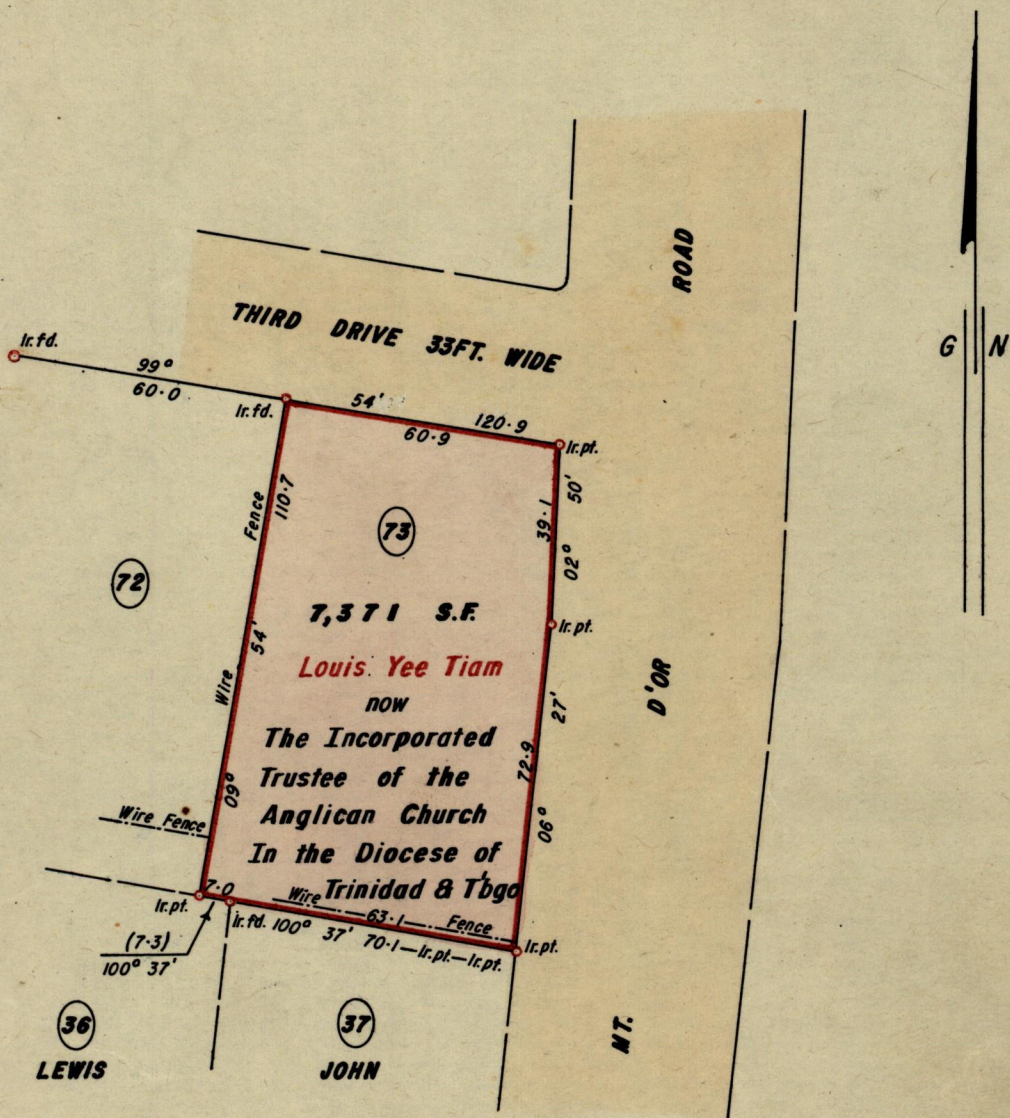 ROAD
THIRD DRIVE 33FT. WIDE
G N
Ir.fd.
99°
60·0
Ir.fd.
54'
120·9
60·9
Ir.pt.
50'
39·1
02°
Fence
110·7
73
72
7,371 S.F.
Ir.pt.
54'
Louis Yee Tiam
now
The Incorporated
Trustee of the
Anglican Church
In the Diocese of
Trinidad & T'bgo
Wire
27'
D'OR
72·9
09°
06°
Wire Fence
7·0
Wire
63·1
Fence
Ir.pt.
Ir.fd. 100° 37' 70·1—Ir.pt.—Ir.pt.
Ir.pt.
(7·3)
100° 37'
36
LEWIS
37
JOHN
MT.